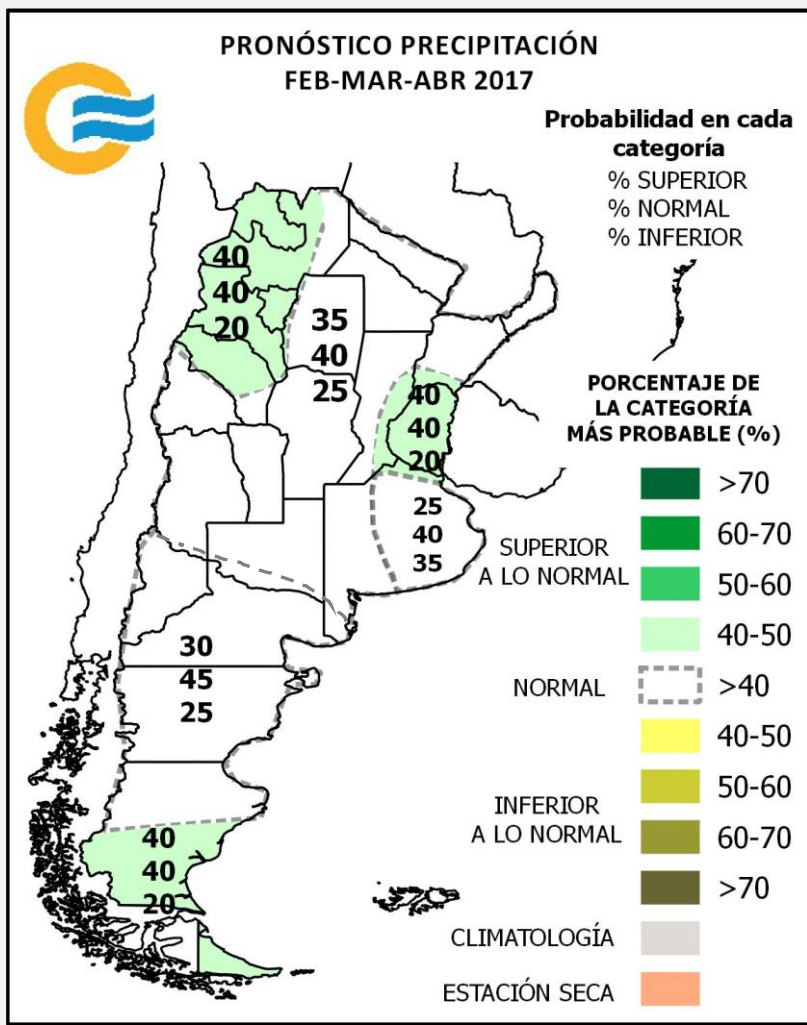 PRONÓSTICO PRECIPITACIÓN
FEB-MAR-ABR 2017
Probabilidad en cada
categoría
% SUPERIOR
% NORMAL
% INFERIOR
40
40
20
35
40
25
40
40
20
25
40
35
30
45
25
40
40
20
PORCENTAJE DE
LA CATEGORÍA
MÁS PROBABLE (%)
SUPERIOR
A LO NORMAL
>70
60-70
50-60
40-50
NORMAL
>40
INFERIOR
A LO NORMAL
40-50
50-60
60-70
>70
CLIMATOLOGÍA
ESTACIÓN SECA